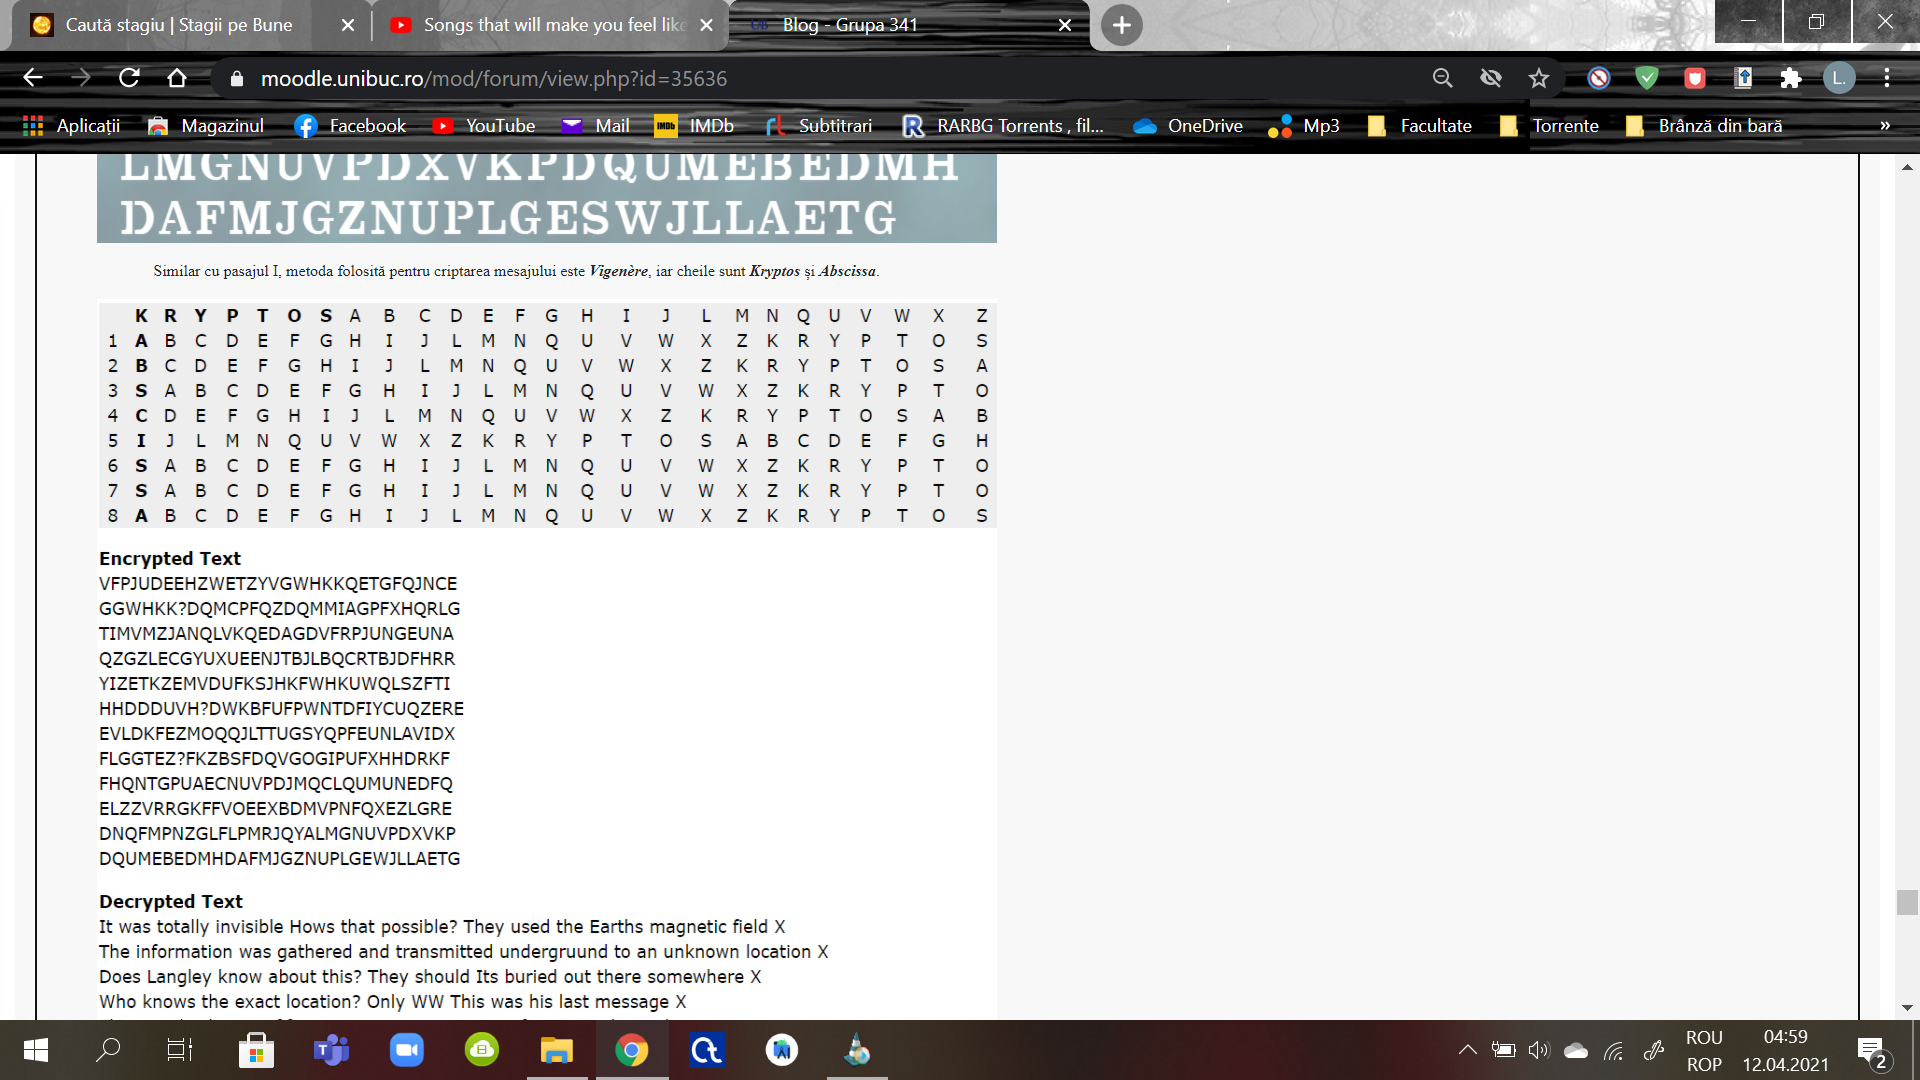 Caută stagiu | Stagii pe Bune
Songs that will make you feel like
Blog - Grupa 341
moodle.unibuc.ro/mod/forum/view.php?id=35636
L.
Aplicații Magazinul Facebook YouTube Mail IMDb Subtitrari RARBG Torrents , fil... OneDrive Mp3 Facultate Torrente Brânză din bară »
LMGNUVPDXVKPDQUMEBEDMH
DAFMJGZNUPLGESWJLLAETG
Similar cu pasajul I, metoda folosită pentru criptarea mesajului este Vigenère, iar cheile sunt Kryptos și Abscissa.
K R Y P T O S A B C D E F G H I J L M N Q U V W X Z
1 A B C D E F G H I J L M N Q U V W X Z K R Y P T O S
2 B C D E F G H I J L M N Q U V W X Z K R Y P T O S A
3 S A B C D E F G H I J L M N Q U V W X Z K R Y P T O
4 C D E F G H I J L M N Q U V W X Z K R Y P T O S A B
5 I J L M N Q U V W X Z K R Y P T O S A B C D E F G H
6 S A B C D E F G H I J L M N Q U V W X Z K R Y P T O
7 S A B C D E F G H I J L M N Q U V W X Z K R Y P T O
8 A B C D E F G H I J L M N Q U V W X Z K R Y P T O S
Encrypted Text
VFPJUDEEHZWETZYVGWHKKQETGFQJNCE
GGWHKK?DQMCPFQZDQMMIAGPFXHQRLG
TIMVMZJANQLVKQEDAGDVFRPJUNGEUNA
QZGZLECGYUXUEENJTBJLBQCRTBJDFHRR
YIZETKZEMVDUFKSJHKFWHKUWQLSZFTI
HHDDDUVH?DWKBFUFPWNTDFIYCUQZERE
EVLDKFEZMOQQJLTTUGSYQPFEUNLAVIDX
FLGGTEZ?FKZBSFDQVGOGIPUFXHHDRKF
FHQNTGPUAECNUVPDJMQCLQUMUNEDFQ
ELZZVRRGKFFVOEEXBDMVPNFQXEZLGRE
DNQFMPNZGLFLPMRJQYALMGNUVPDXVKP
DQUMEBEDMHDAFMJGZNUPLGEWJLLAETG
Decrypted Text
It was totally invisible Hows that possible? They used the Earths magnetic field X
The information was gathered and transmitted undergruund to an unknown location X
Does Langley know about this? They should Its buried out there somewhere X
Who knows the exact location? Only WW This was his last message X
ROU 04:59
ROP 12.04.2021
2